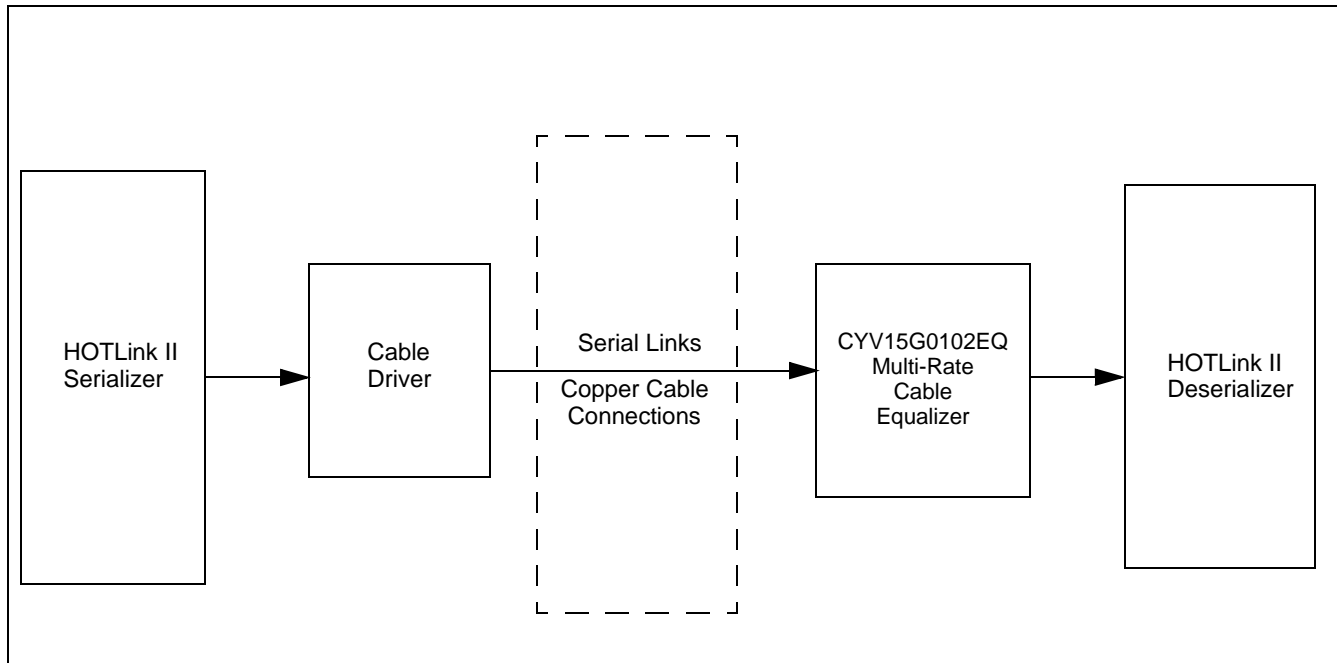 HOTLink II
Serializer
Cable
Driver
Serial Links
Copper Cable
Connections
CYV15G0102EQ
Multi-Rate
Cable
Equalizer
HOTLink II
Deserializer